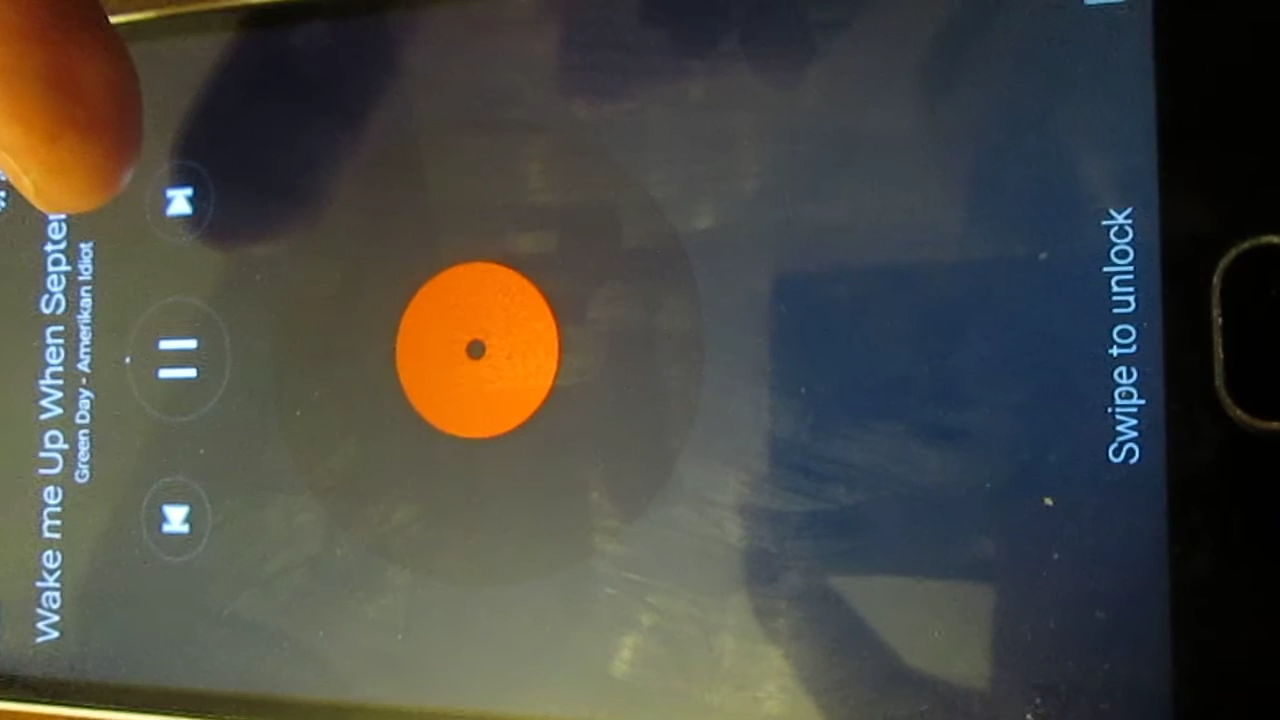 Wake me Up When Septe
Green Day - Amerikan Idiot
Swipe to unlock